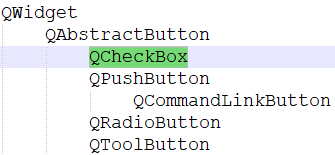 QWidget
QAbstractButton
QCheckBox
QPushButton
QCommandLinkButton
QRadioButton
QToolButton